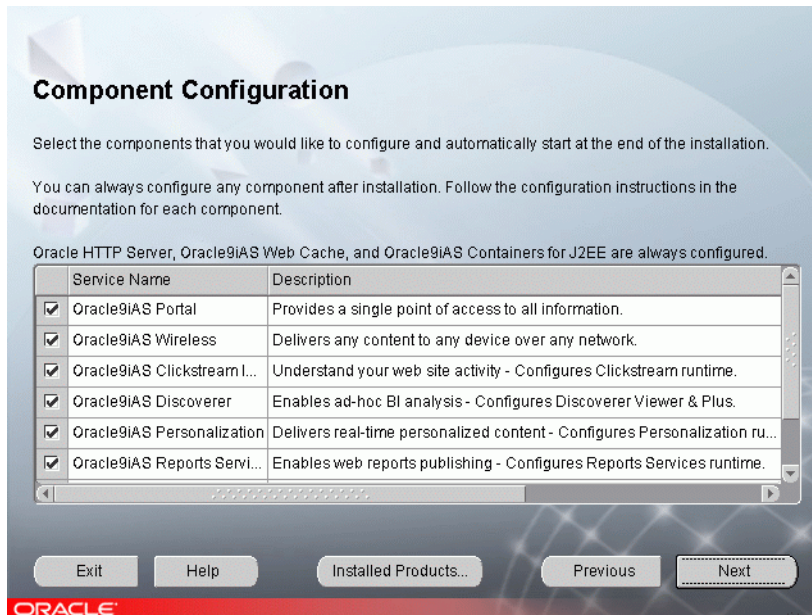 Component Configuration
Select the components that you would like to configure and automatically start at the end of the installation.
You can always configure any component after installation. Follow the configuration instructions in the
documentation for each component.
Oracle HTTP Server, Oracle9iAS Web Cache, and Oracle9iAS Containers for J2EE are always configured.
Service Name Description
Oracle9iAS Portal Provides a single point of access to all information.
Oracle9iAS Wireless Delivers any content to any device over any network.
Oracle9iAS Clickstream I... Understand your web site activity - Configures Clickstream runtime.
Oracle9iAS Discoverer Enables ad-hoc BI analysis - Configures Discoverer Viewer & Plus.
Oracle9iAS Personalization Delivers real-time personalized content - Configures Personalization ru...
Oracle9iAS Reports Servi... Enables web reports publishing - Configures Reports Services runtime.
Exit Help Installed Products... Previous Next
ORACLE